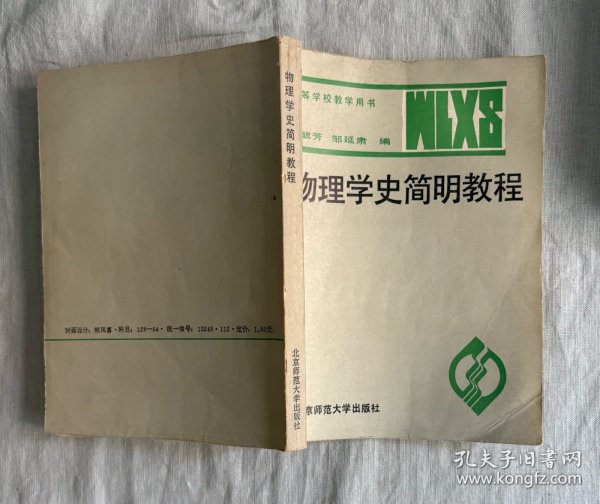 物理学史简明教程
北京师范大学出版社
等学校教学用书
WLXS
芳 邹延肃 编
物理学史简明教程
京师范大学出版社
封面设计：熊凤蓉·科目：128—84·统一书号：13243·112·定价：1.60元
孔夫子旧书网
www.kongfz.com